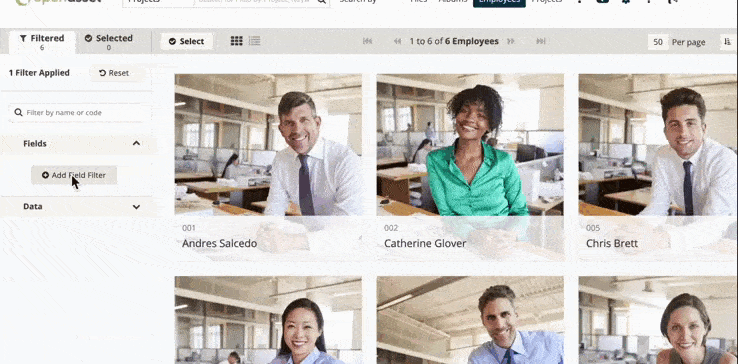 openasset
Projects
Search By
Files Albums Employees Projects
Filtered
6
Selected
0
Select
1 to 6 of 6 Employees
50 Per page
1 Filter Applied
Reset
Filter by name or code
Fields
Add Field Filter
Data
001
Andres Salcedo
002
Catherine Glover
005
Chris Brett